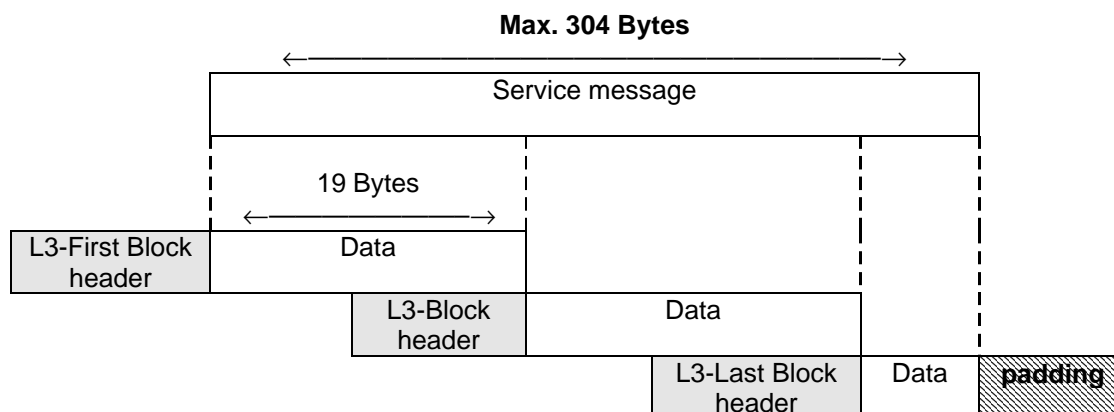 Max. 304 Bytes
Service message
19 Bytes
L3-First Block
header
Data
L3-Block
header
Data
L3-Last Block
header
Data
padding